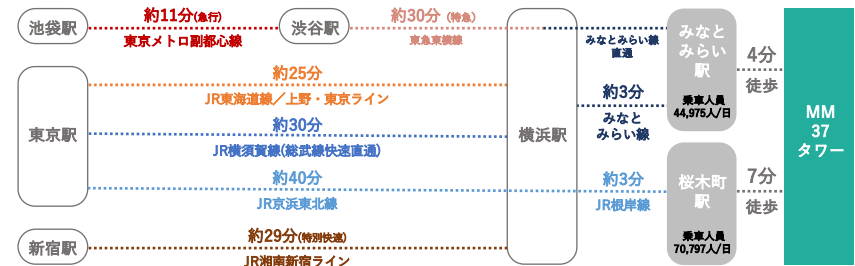 池袋駅
約11分(急行)
東京メトロ副都心線
渋谷駅
約30分（特急）
東急東横線
みなとみらい線
直通
みなと
みらい
駅
乗車人員
44,975人/日
4分
徒歩
東京駅
約25分
JR東海道線／上野・東京ライン
約30分
JR横須賀線(総武線快速直通)
約40分
JR京浜東北線
横浜駅
約3分
みなと
みらい線
約3分
JR根岸線
桜木町
駅
乗車人員
70,797人/日
7分
徒歩
MM
37
タワー
新宿駅
約29分(特別快速)
JR湘南新宿ライン